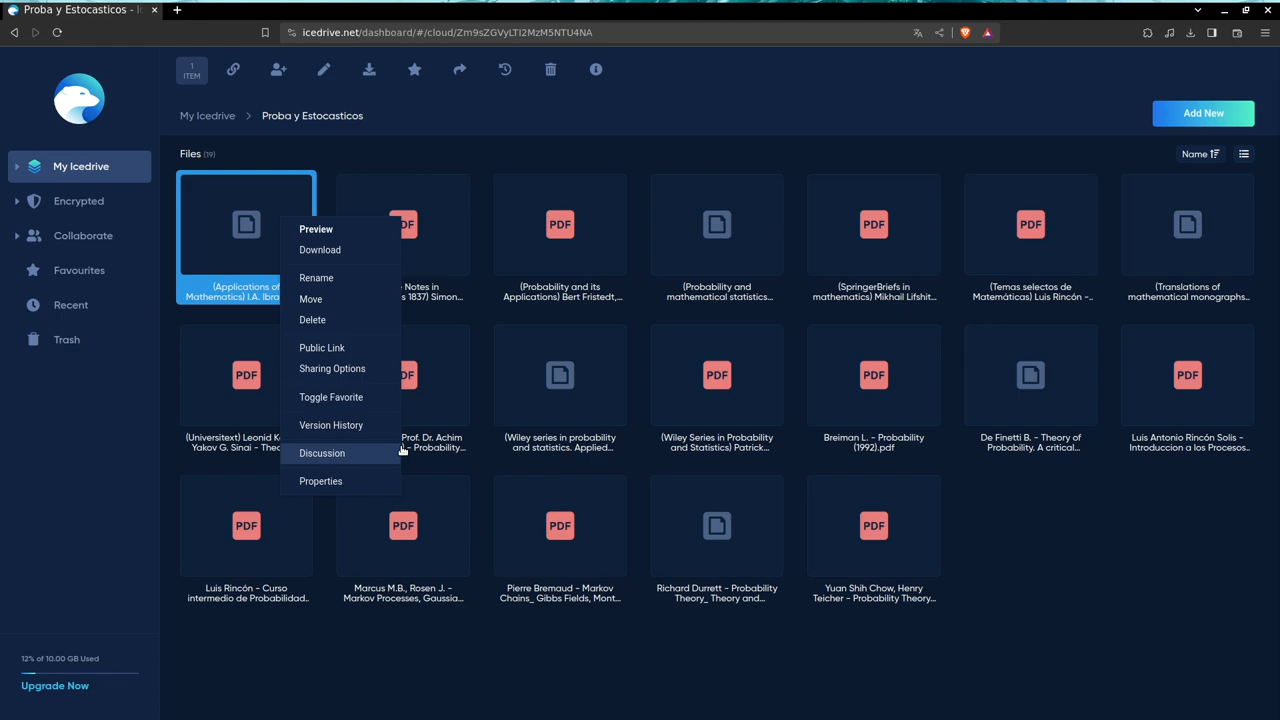 Proba y Estocasticos - Ice
icedrive.net/dashboard/#/cloud/Zm9sZGVyLTI2MzM5NTU4NA
1
ITEM
My Icedrive
Proba y Estocasticos
Add New
My Icedrive
Encrypted
Collaborate
Favourites
Recent
Trash
Files (19)
Name
(Applications of
Mathematics) I.A. Ibra
DF
Notes in
s 1837) Simon...
PDF
(Probability and its
Applications) Bert Fristedt,...
(Probability and
mathematical statistics...
PDF
(SpringerBriefs in
mathematics) Mikhail Lifshit...
PDF
(Temas selectos de
Matemáticas) Luis Rincón -...
(Translations of
mathematical monographs...
Preview
Download
Rename
Move
Delete
Public Link
Sharing Options
Toggle Favorite
Version History
Discussion
Properties
PDF
(Universitext) Leonid K
Yakov G. Sinai - Theo
DF
Prof. Dr. Achim
- Probability...
(Wiley series in probability
and statistics. Applied...
PDF
(Wiley Series in Probability
and Statistics) Patrick...
PDF
Breiman L. - Probability
(1992).pdf
De Finetti B. - Theory of
Probability. A critical...
PDF
Luis Antonio Rincón Solis -
Introduccion a los Procesos...
PDF
Luis Rincón - Curso
intermedio de Probabilidad...
PDF
Marcus M.B., Rosen J. -
Markov Processes, Gaussia...
PDF
Pierre Bremaud - Markov
Chains_ Gibbs Fields, Mont...
Richard Durrett - Probability
Theory_ Theory and...
PDF
Yuan Shih Chow, Henry
Teicher - Probability Theory...
12% of 10.00 GB Used
Upgrade Now